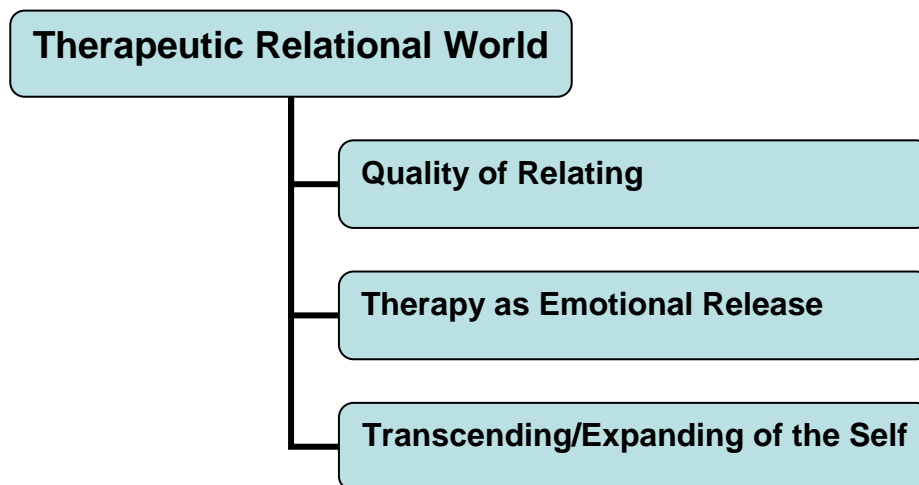 Therapeutic Relational World
Quality of Relating
Therapy as Emotional Release
Transcending/Expanding of the Self